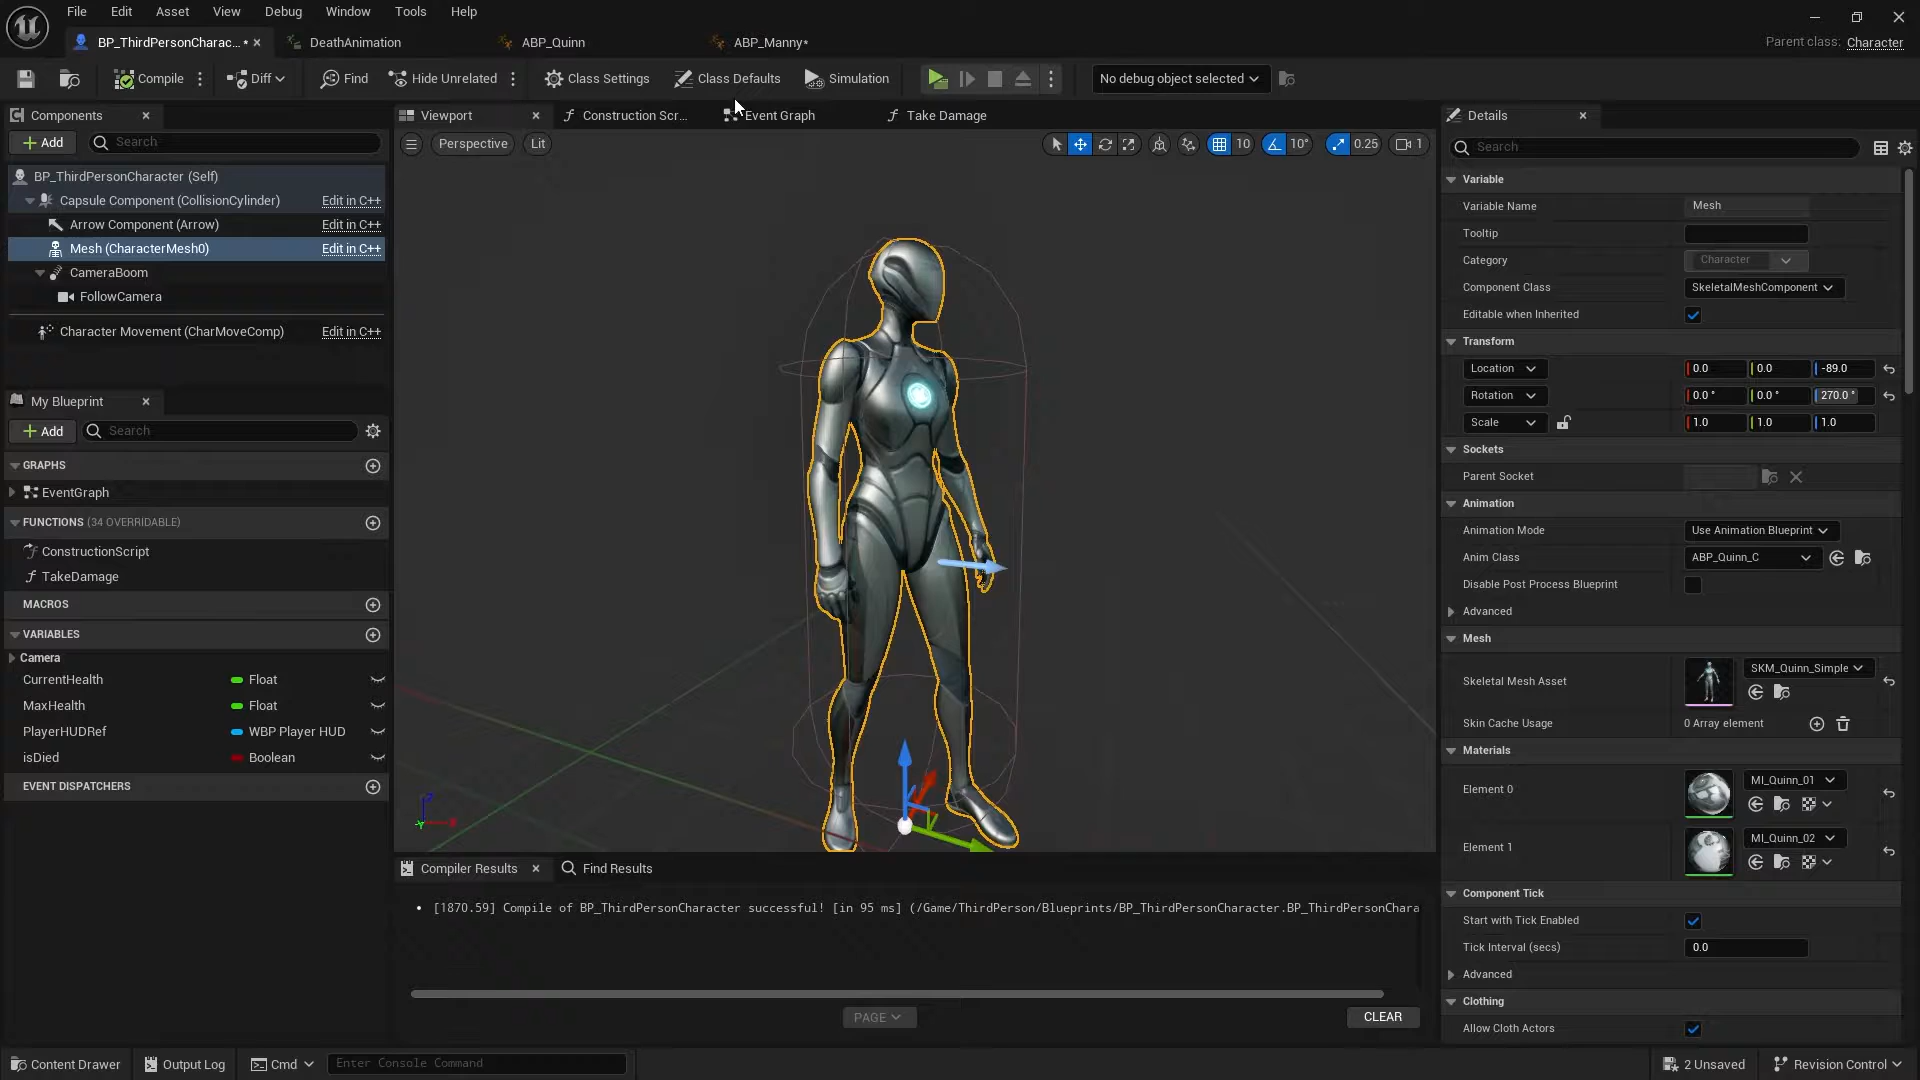 File Edit Asset View Debug Window Tools Help
BP_ThirdPersonCharac... * DeathAnimation ABP_Quinn ABP_Manny* Parent class: Character
Compile Diff Find Hide Unrelated Class Settings Class Defaults Simulation No debug object selected
Components
Add Search
BP_ThirdPersonCharacter (Self)
Capsule Component (CollisionCylinder) Edit in C++
Arrow Component (Arrow) Edit in C++
Mesh (CharacterMesh0) Edit in C++
CameraBoom
FollowCamera
Character Movement (CharMoveComp) Edit in C++
My Blueprint
Add Search
GRAPHS
EventGraph
FUNCTIONS (34 OVERRIDABLE)
ConstructionScript
TakeDamage
MACROS
VARIABLES
Camera
CurrentHealth Float
MaxHealth Float
PlayerHUDRef WBP Player HUD
isDied Boolean
EVENT DISPATCHERS
Viewport Construction Scr... Event Graph Take Damage
Perspective Lit 10 10° 0.25 1
Compiler Results Find Results
[1870.59] Compile of BP_ThirdPersonCharacter successful! [in 95 ms] (/Game/ThirdPerson/Blueprints/BP_ThirdPersonCharacter.BP_ThirdPersonChara
PAGE CLEAR
Details
Search
Variable
Variable Name Mesh
Tooltip
Category Character
Component Class SkeletalMeshComponent
Editable when Inherited
Transform
Location 0.0 0.0 -89.0
Rotation 0.0 ° 0.0 ° 270.0 °
Scale 1.0 1.0 1.0
Sockets
Parent Socket
Animation
Animation Mode Use Animation Blueprint
Anim Class ABP_Quinn_C
Disable Post Process Blueprint
Advanced
Mesh
Skeletal Mesh Asset SKM_Quinn_Simple
Skin Cache Usage 0 Array element
Materials
Element 0 MI_Quinn_01
Element 1 MI_Quinn_02
Component Tick
Start with Tick Enabled
Tick Interval (secs) 0.0
Advanced
Clothing
Allow Cloth Actors
Content Drawer Output Log Cmd Enter Console Command 2 Unsaved Revision Control